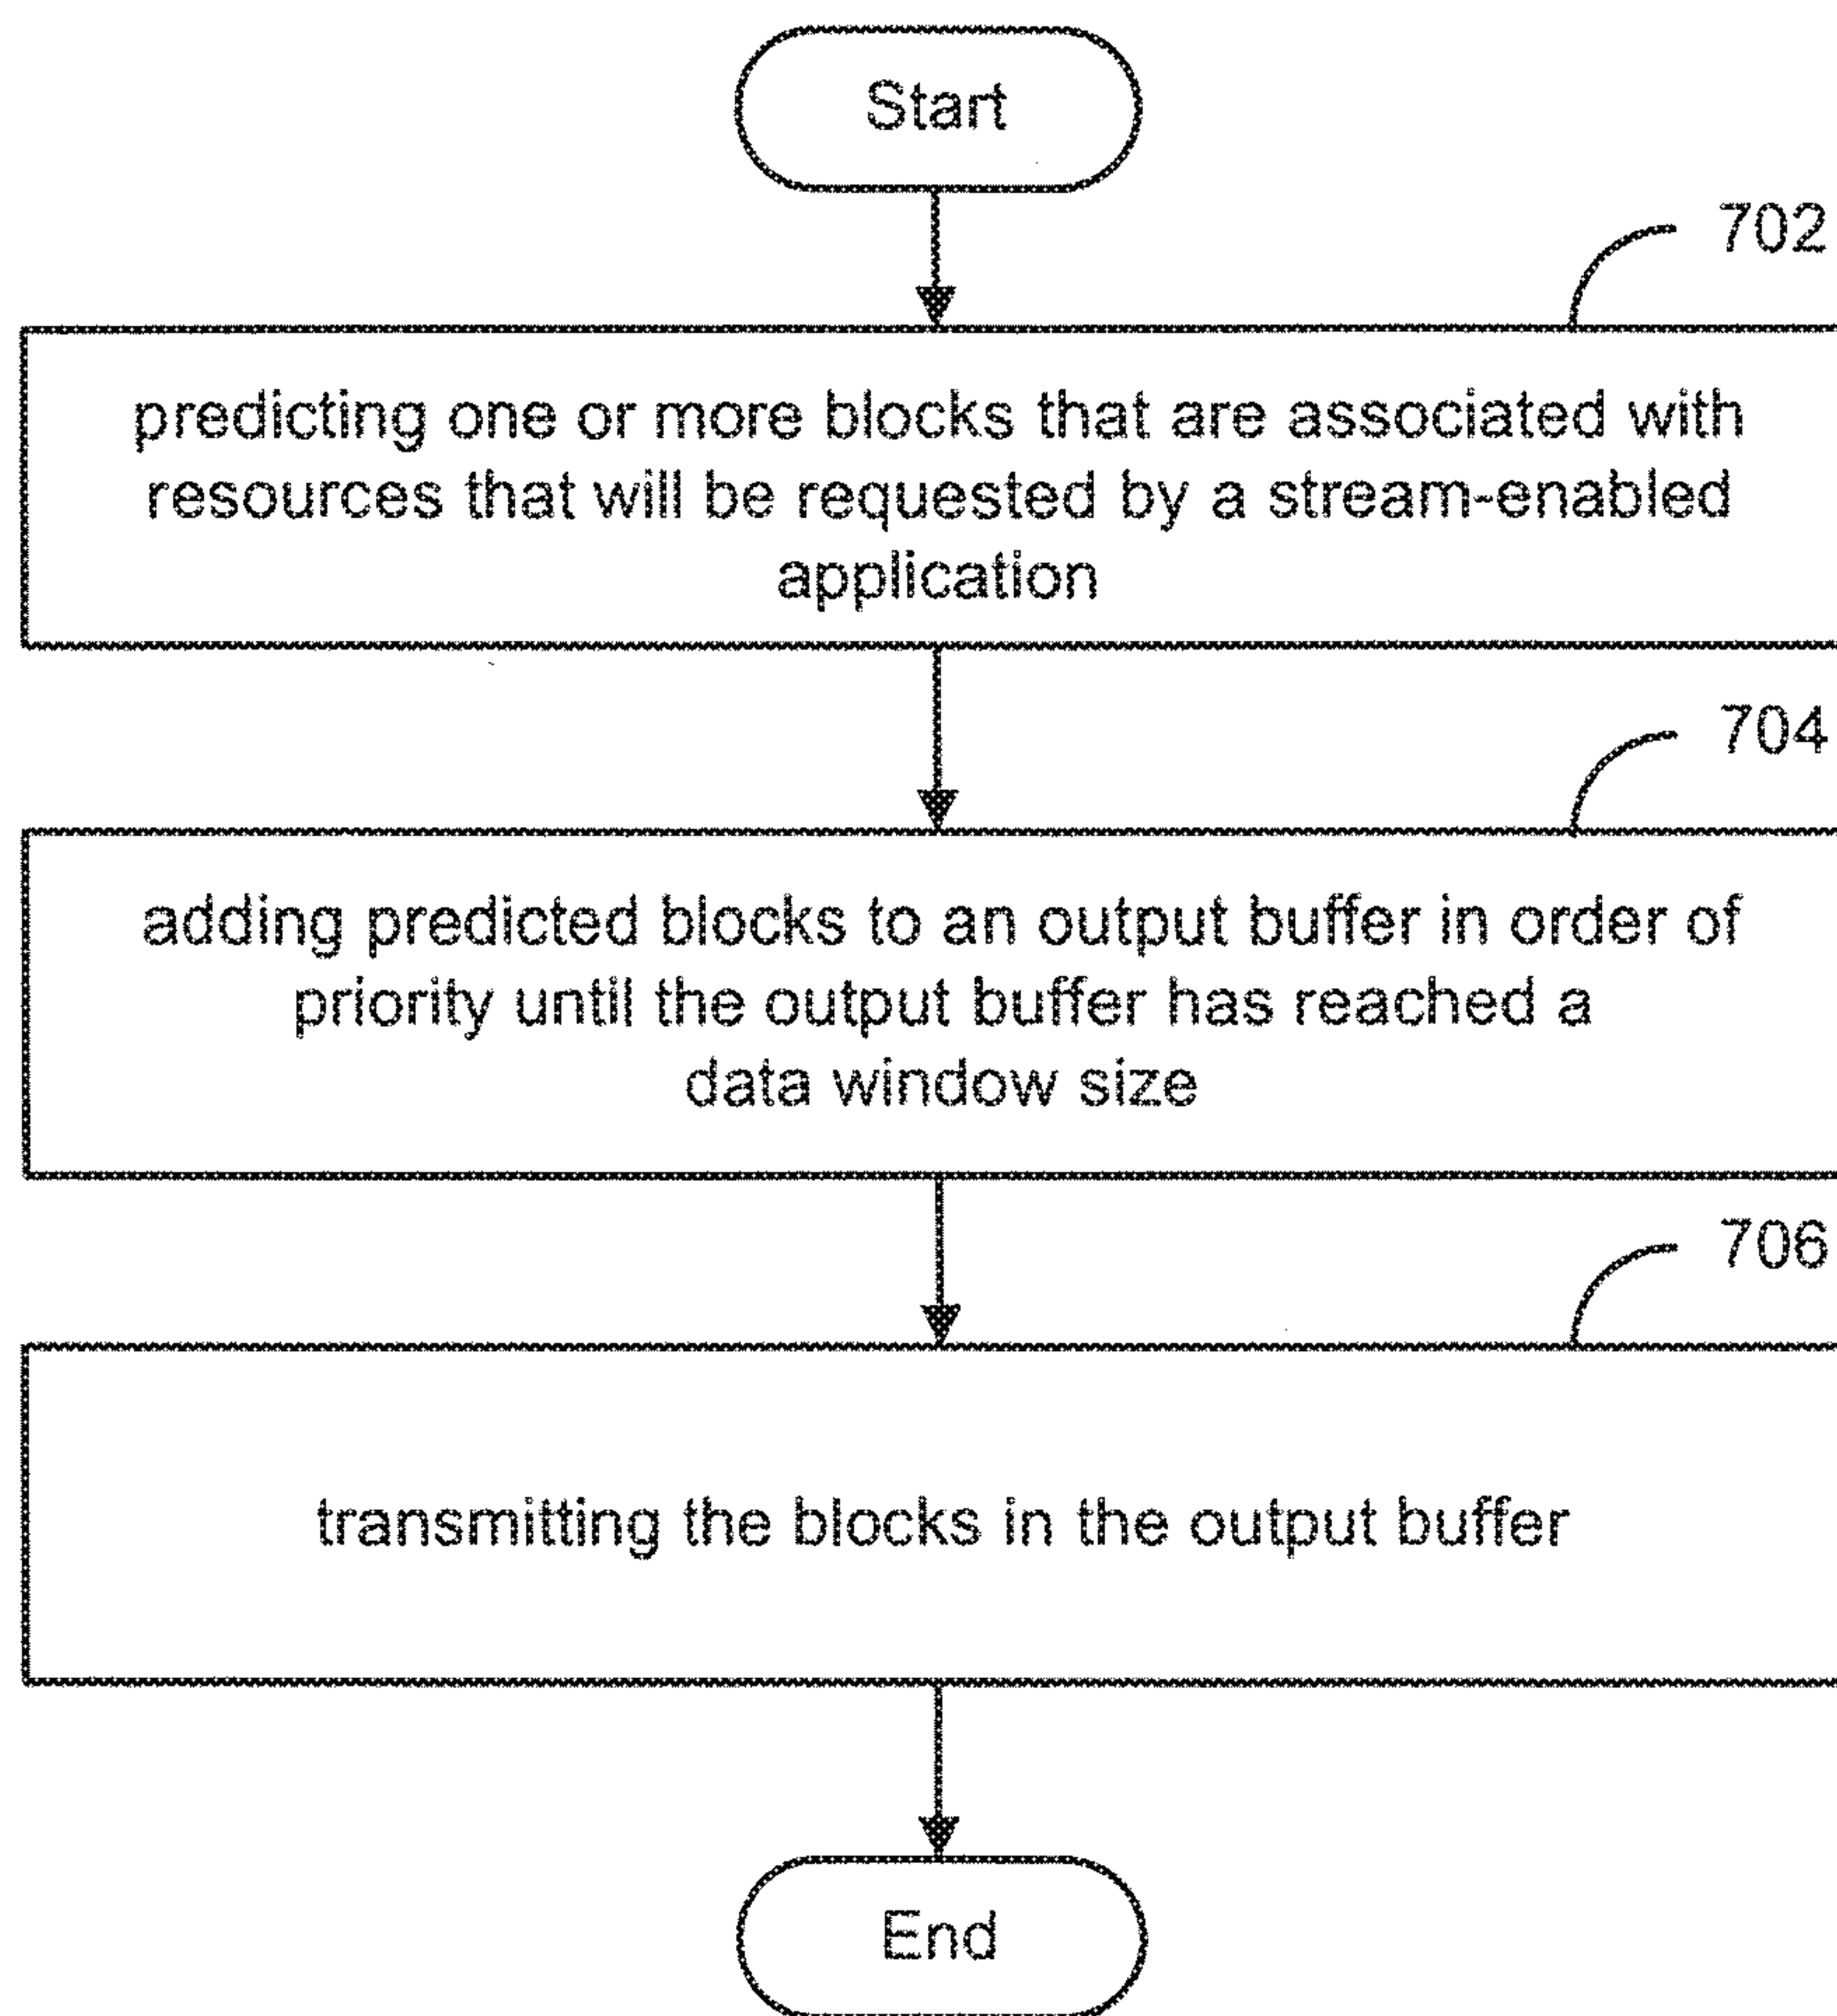 Start
702
predicting one or more blocks that are associated with
resources that will be requested by a stream-enabled
application
704
adding predicted blocks to an output buffer in order of
priority until the output buffer has reached a
data window size
706
transmitting the blocks in the output buffer
End